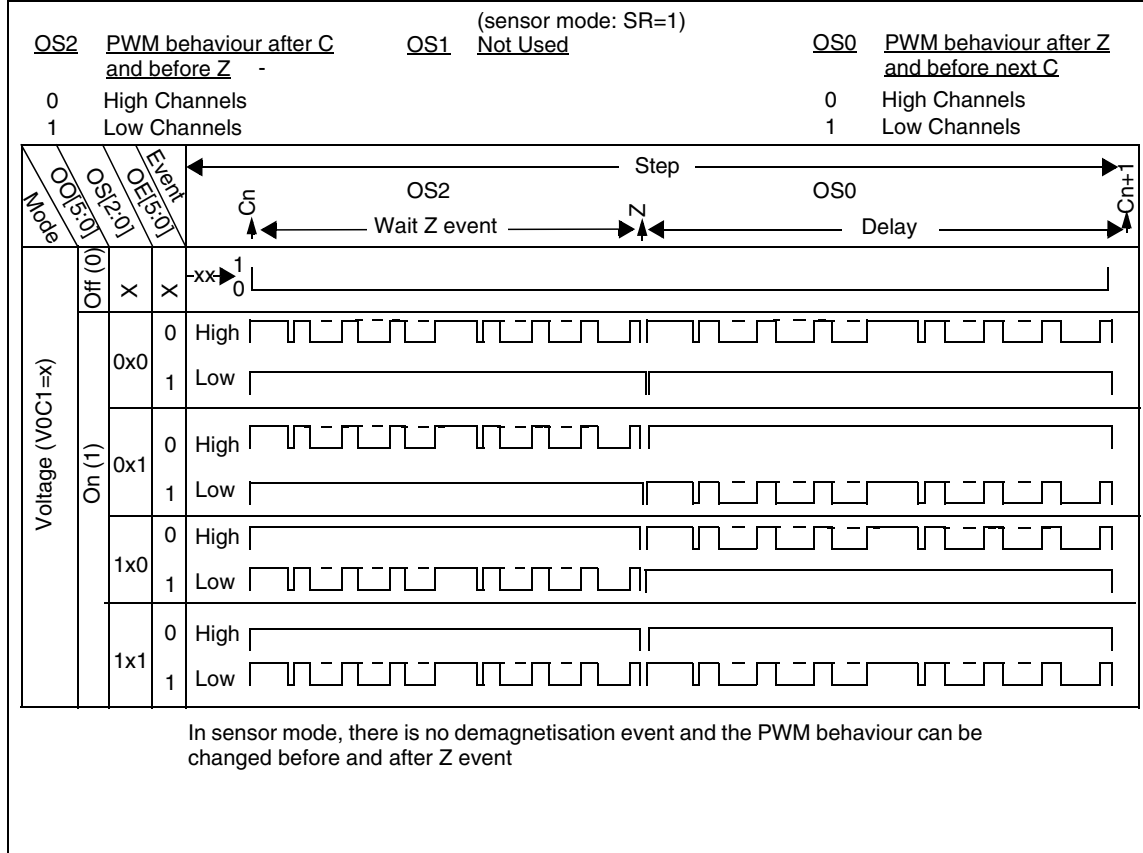 (sensor mode: SR=1)
OS2 PWM behaviour after C and before Z -
0 High Channels
1 Low Channels
OS1 Not Used
OS0 PWM behaviour after Z and before next C
0 High Channels
1 Low Channels
Mode
OO[5:0]
OS[2:0]
OE[5:0]
Event
Step
OS2
OS0
Cn
Wait Z event
Z
Delay
Cn+1
Voltage (V0C1=x)
Off (0)
X
X
xx
1
0
On (1)
0x0
0 High
1 Low
0x1
0 High
1 Low
1x0
0 High
1 Low
1x1
0 High
1 Low
In sensor mode, there is no demagnetisation event and the PWM behaviour can be
changed before and after Z event